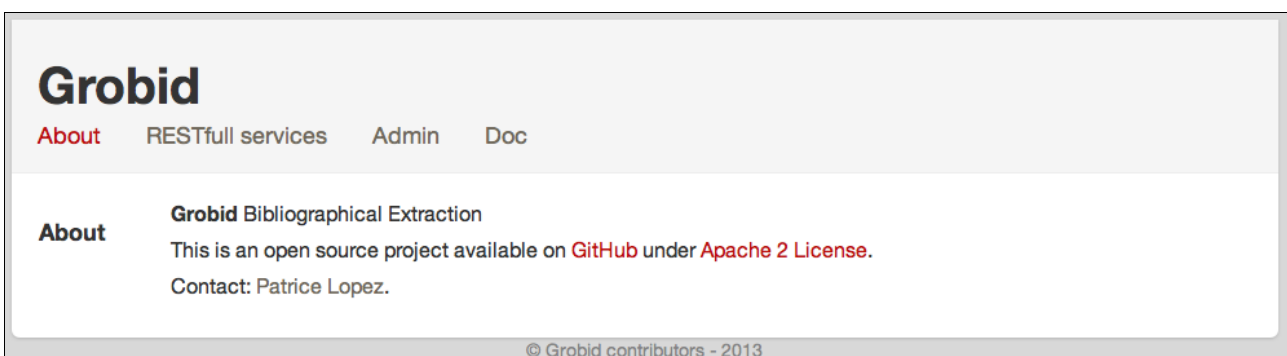 Grobid
About RESTfull services Admin Doc
About
Grobid Bibliographical Extraction
This is an open source project available on GitHub under Apache 2 License.
Contact: Patrice Lopez.
© Grobid contributors - 2013